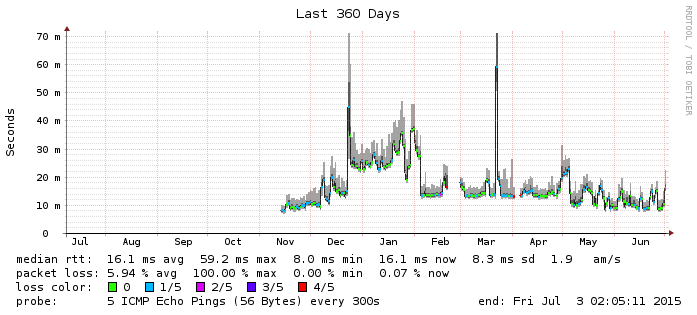 Last 360 Days
RRDTOOL / TOBI OETIKER
Seconds
70 m
60 m
50 m
40 m
30 m
20 m
10 m
0
Jul Aug Sep Oct Nov Dec Jan Feb Mar Apr May Jun
median rtt: 16.1 ms avg 59.2 ms max 8.0 ms min 16.1 ms now 8.3 ms sd 1.9 am/s
packet loss: 5.94 % avg 100.00 % max 0.00 % min 0.07 % now
loss color: 0 1/5 2/5 3/5 4/5
probe: 5 ICMP Echo Pings (56 Bytes) every 300s end: Fri Jul 3 02:05:11 2015